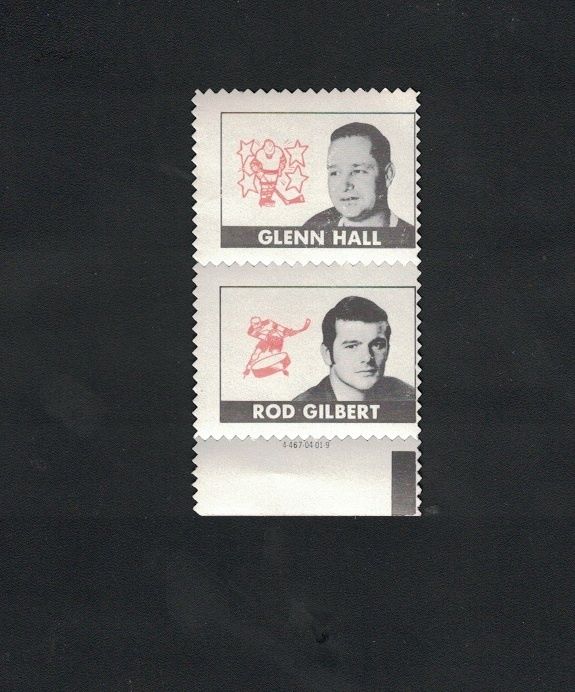 GLENN HALL
ROD GILBERT
4-467-04-01-9